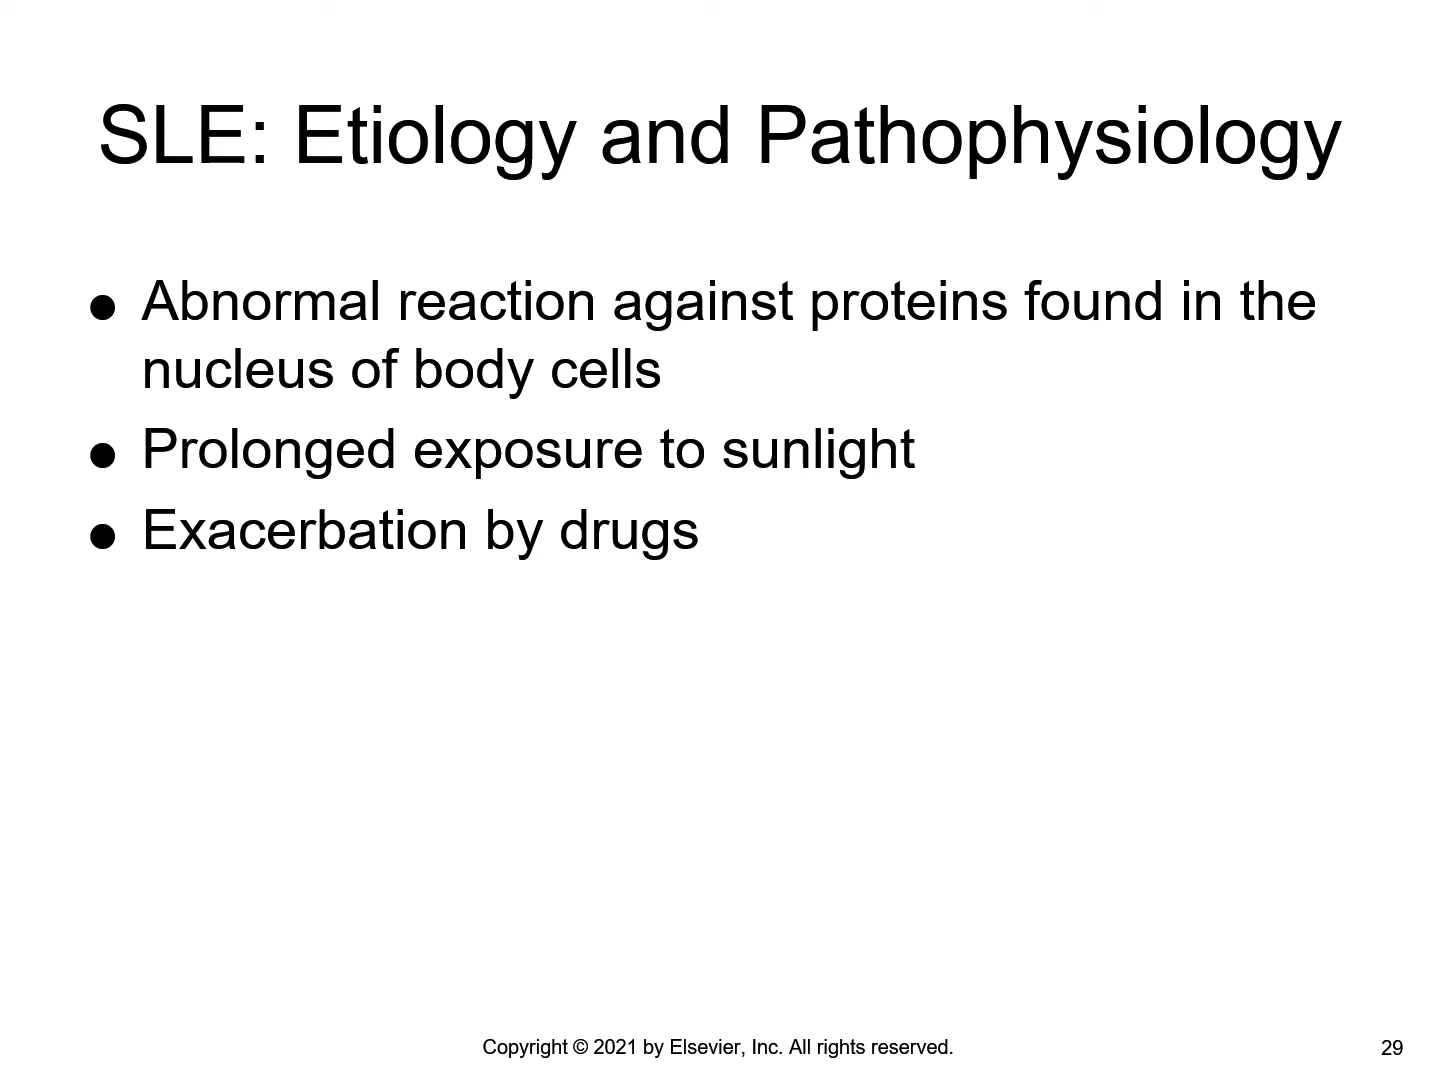 SLE: Etiology and Pathophysiology
● Abnormal reaction against proteins found in the
nucleus of body cells
● Prolonged exposure to sunlight
● Exacerbation by drugs
Copyright © 2021 by Elsevier, Inc. All rights reserved.
29